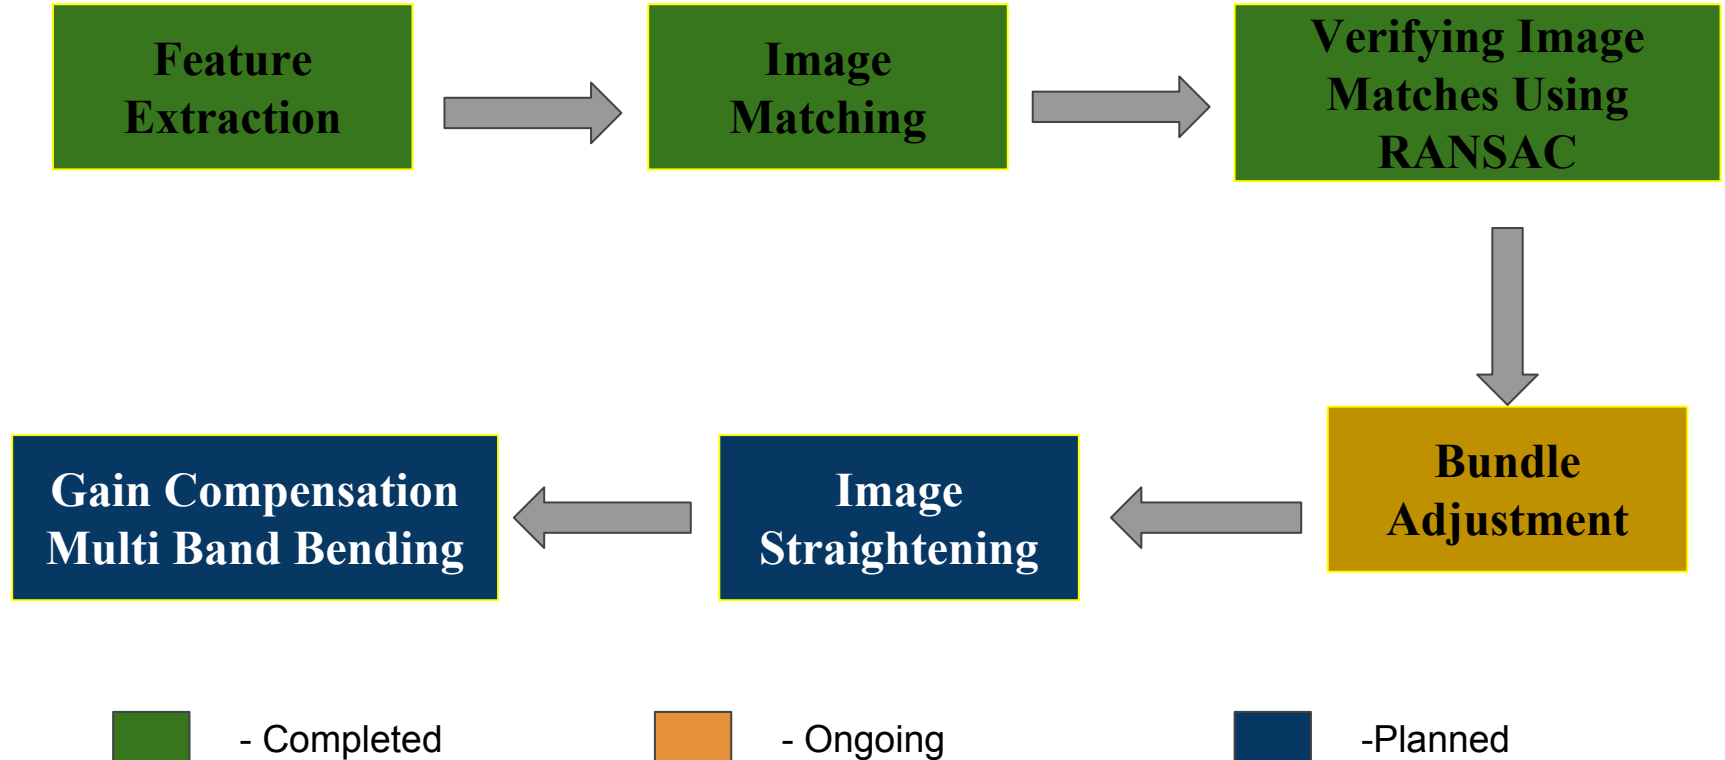 Feature
Extraction
Image
Matching
Verifying Image
Matches Using
RANSAC
Bundle
Adjustment
Image
Straightening
Gain Compensation
Multi Band Bending
- Completed
- Ongoing
-Planned